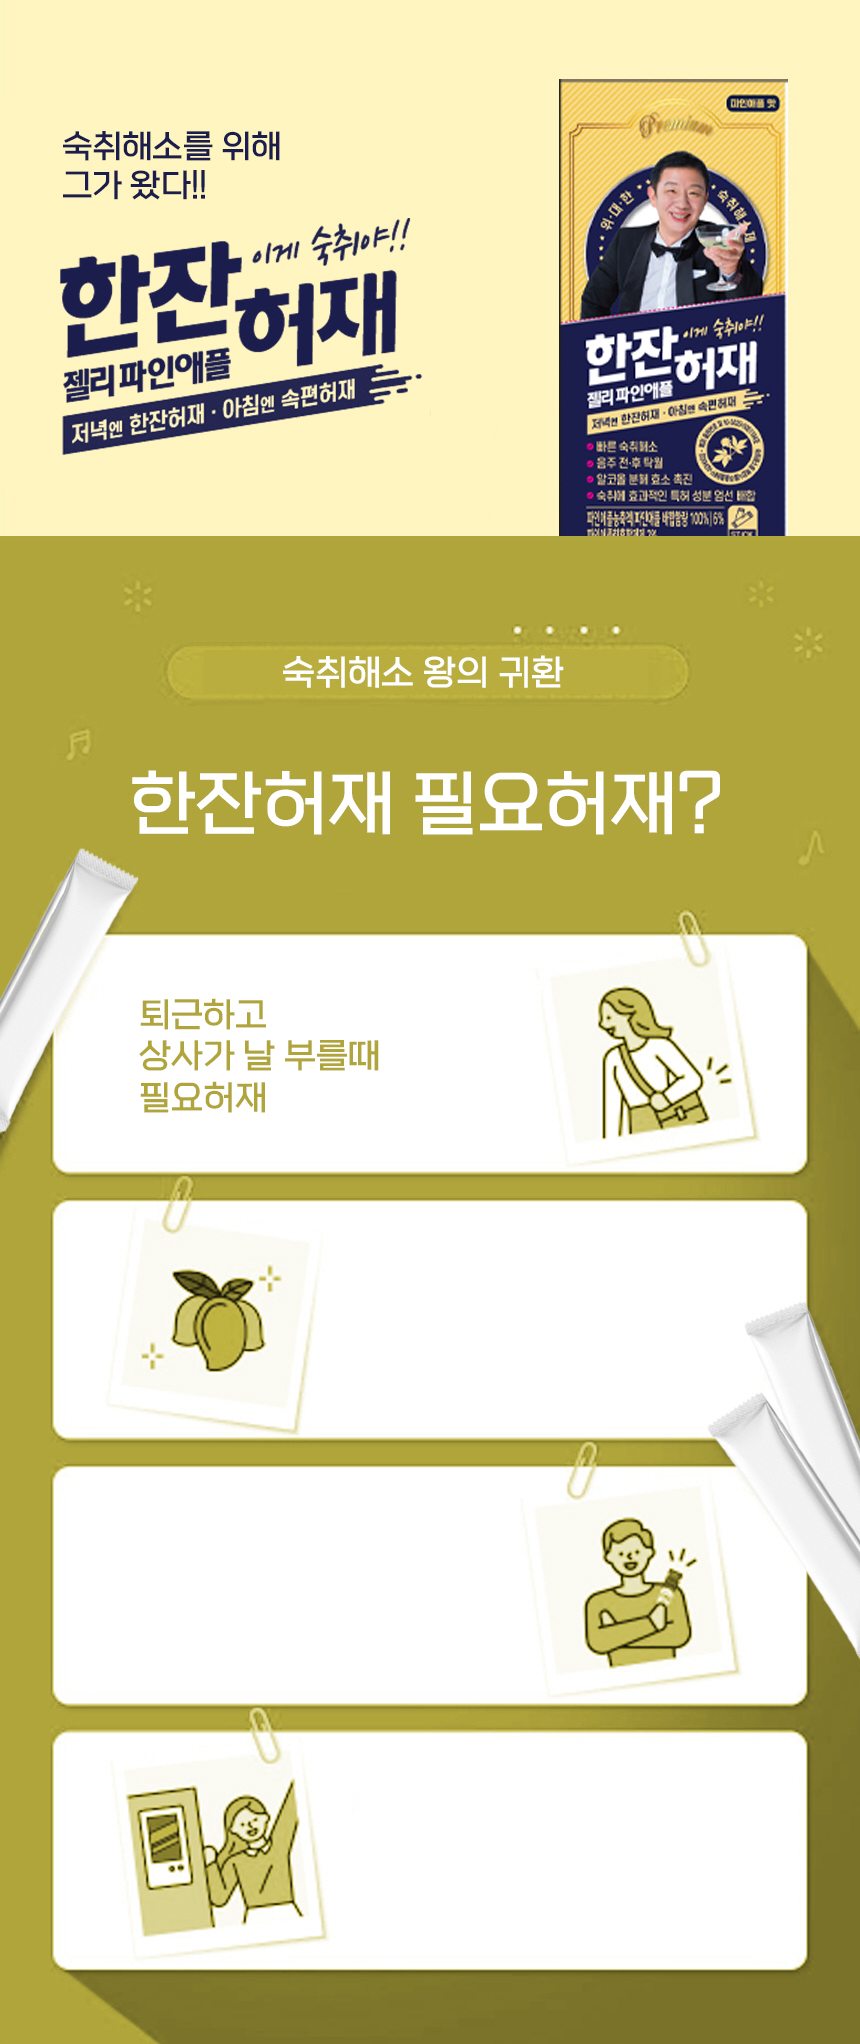 숙취해소를 위해
그가 왔다!!
한잔허재
이게 숙취야!!
젤리 파인애플
저녁엔 한잔허재 · 아침엔 속편허재
파인애플 맛
Premium
위·대·한 숙취해소제
한잔허재
이게 숙취야!!
젤리 파인애플
저녁엔 한잔허재 · 아침엔 속편허재
빠른 숙취해소
음주 전·후 탁월
알코올 분해 효소 촉진
숙취에 효과적인 특허 성분 엄선 배합
숙취해소 왕의 귀환
한잔허재 필요허재?
퇴근하고
상사가 날 부를때
필요허재